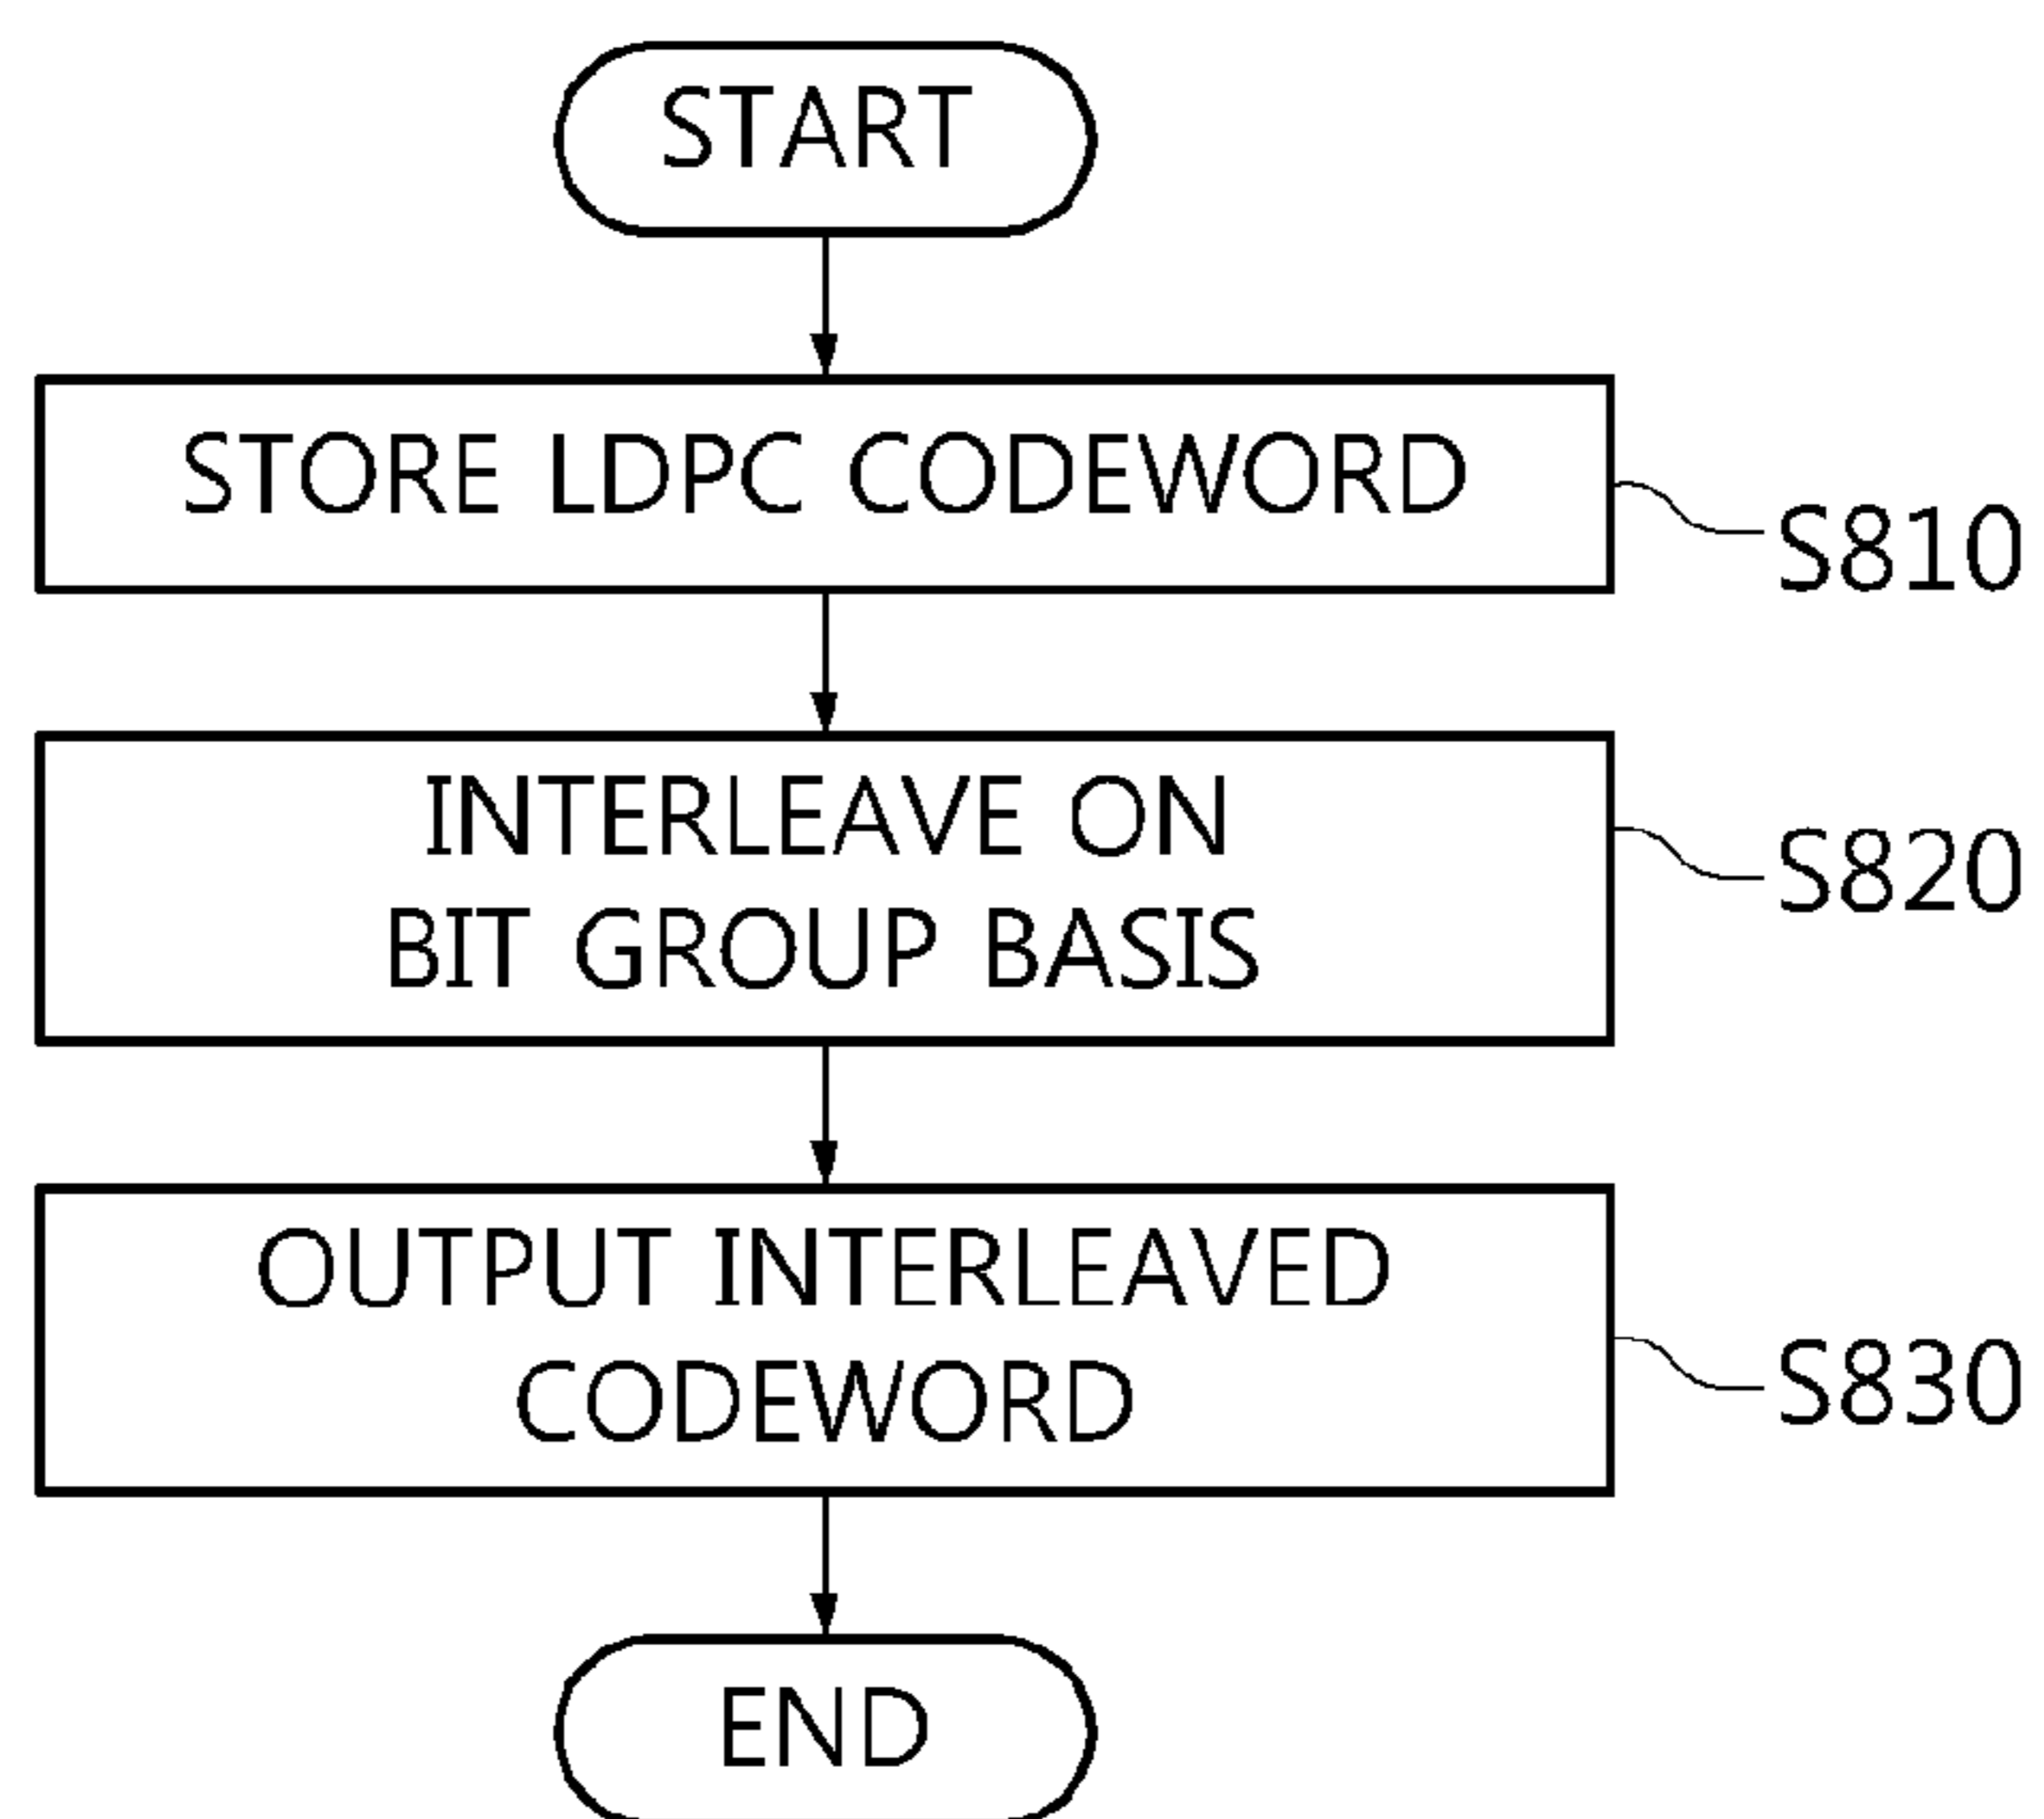 START
STORE LDPC CODEWORD
S810
INTERLEAVE ON
BIT GROUP BASIS
S820
OUTPUT INTERLEAVED
CODEWORD
S830
END